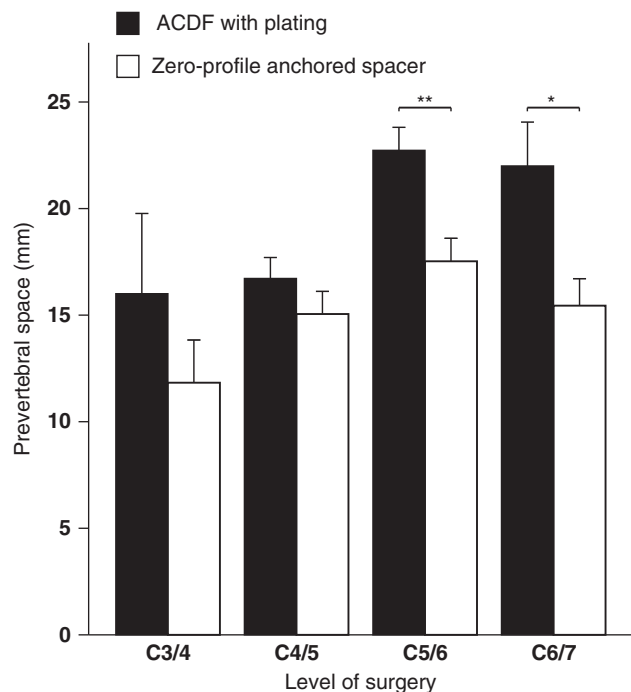 ACDF with plating
Zero-profile anchored spacer
** *
25
20
15
10
5
0
Prevertebral space (mm)
C3/4 C4/5 C5/6 C6/7
Level of surgery